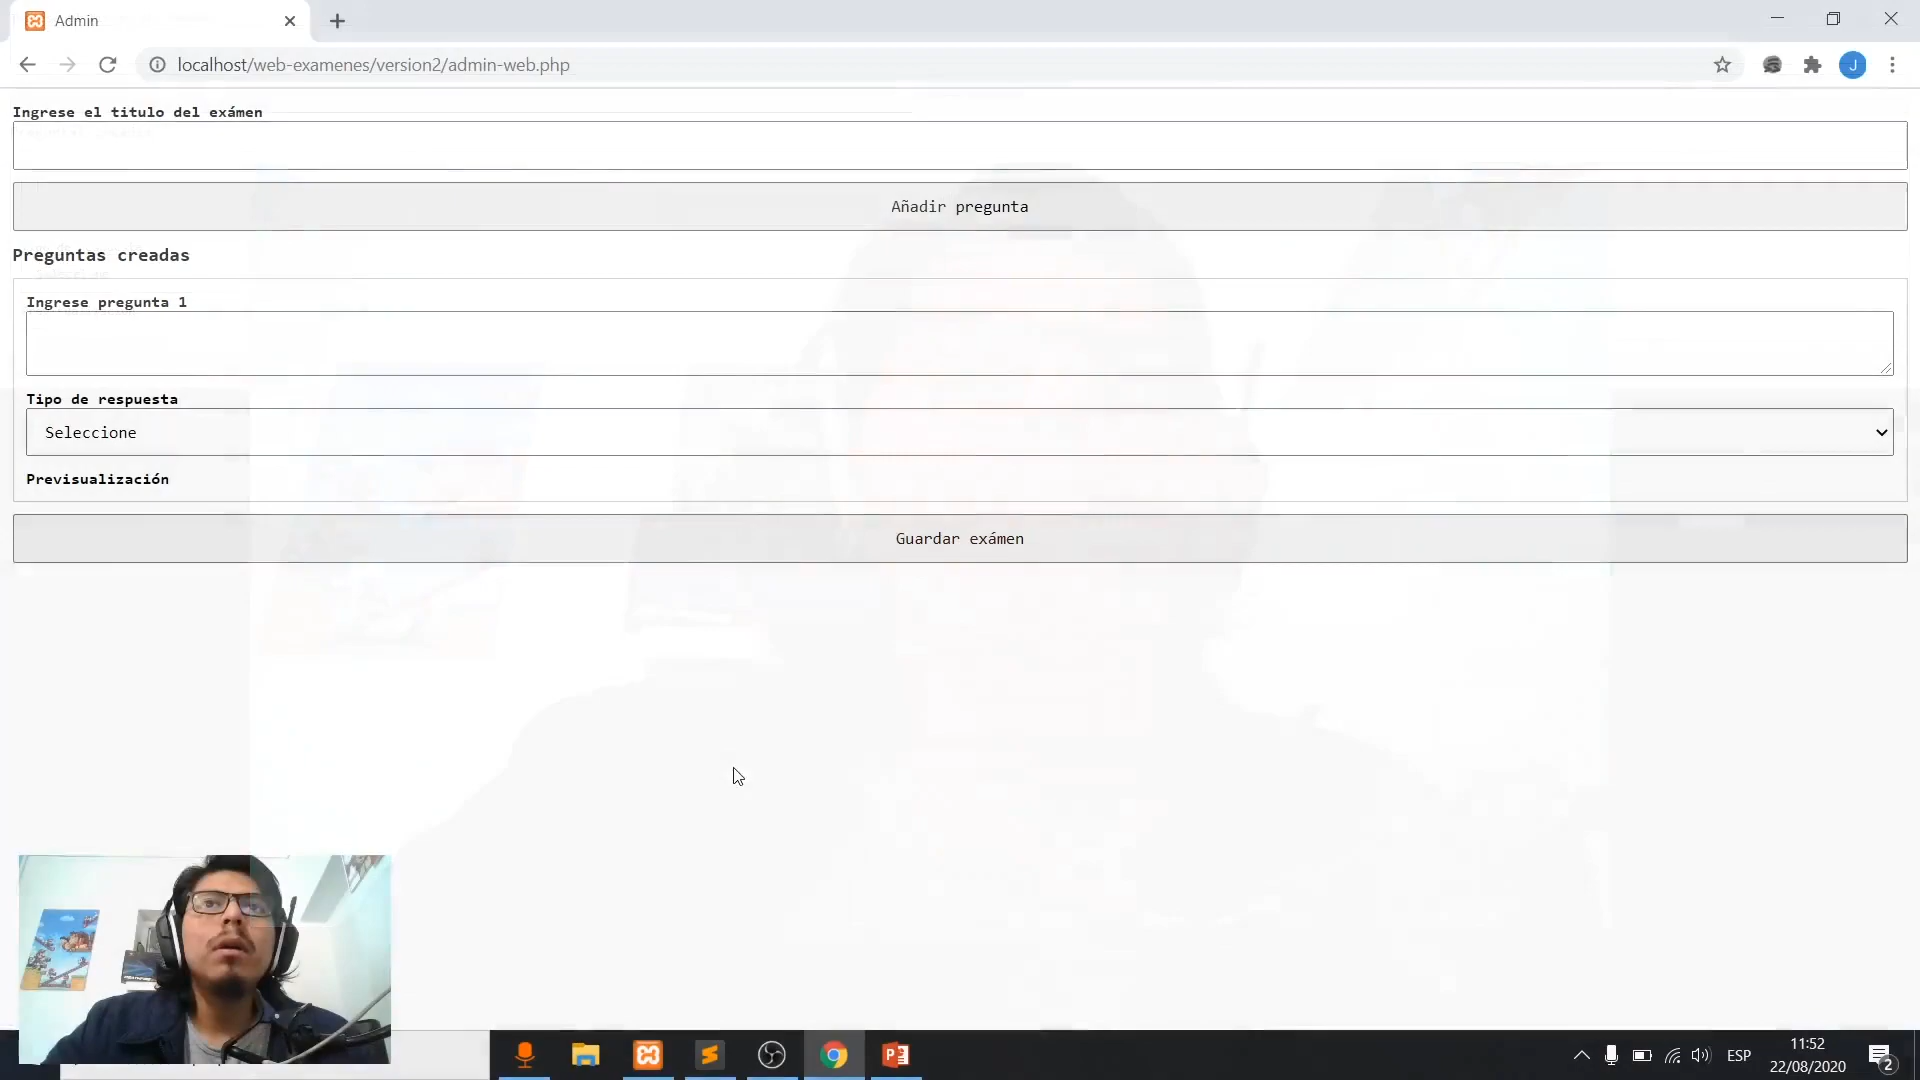 Admin
localhost/web-examenes/version2/admin-web.php
J
Ingrese el titulo del exámen
Añadir pregunta
Preguntas creadas
Ingrese pregunta 1
Tipo de respuesta
Seleccione
Previsualización
Guardar exámen
ESP
11:52
22/08/2020
2